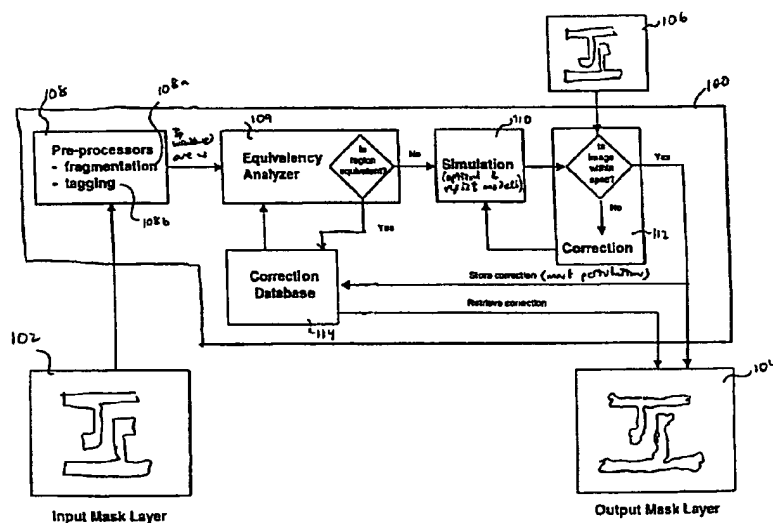 106
100
108
108a
Pre-processors
- fragmentation
- tagging
108b
109
Equivalency
Analyzer
Is
region
equivalent?
No
Yes
110
Simulation
Is
image
within
spec?
Yes
No
Correction
112
Correction
Database
114
Store correction
Retrieve correction
102
Input Mask Layer
104
Output Mask Layer